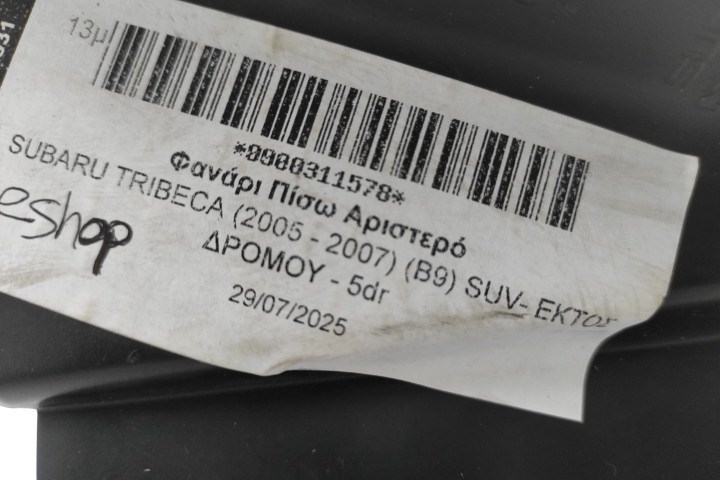 13μ
*0000311578*
Φανάρι Πίσω Αριστερό
SUBARU TRIBECA (2005 - 2007) (B9) SUV- ΕΚΤΟΣ
ΔΡΟΜΟΥ - 5dr
29/07/2025
eshop